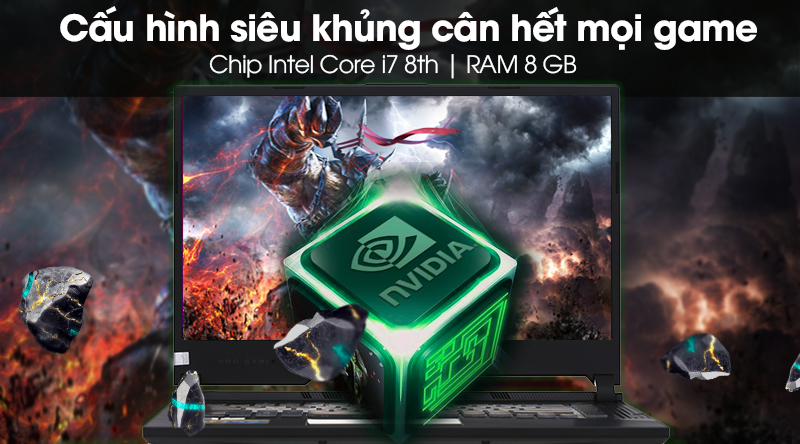 Cấu hình siêu khủng cân hết mọi game
Chip Intel Core i7 8th | RAM 8 GB
NVIDIA